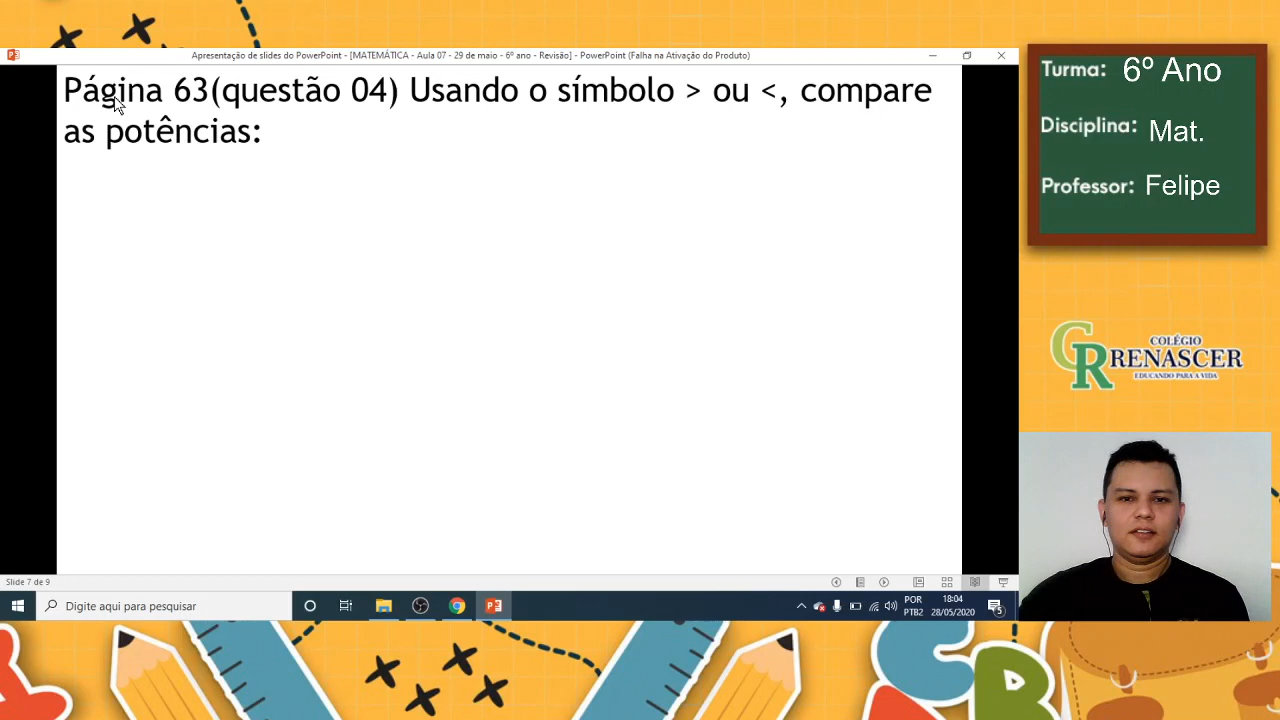 Apresentação de slides do PowerPoint - [MATEMÁTICA - Aula 07 - 29 de maio - 6º ano - Revisão] - PowerPoint (Falha na Ativação do Produto)
Página 63(questão 04) Usando o símbolo > ou <, compare
as potências:
Turma: 6º Ano
Disciplina: Mat.
Professor: Felipe
CR
COLÉGIO
RENASCER
EDUCANDO PARA A VIDA
Slide 7 de 9
Digite aqui para pesquisar
POR
PTB2
18:04
28/05/2020
5